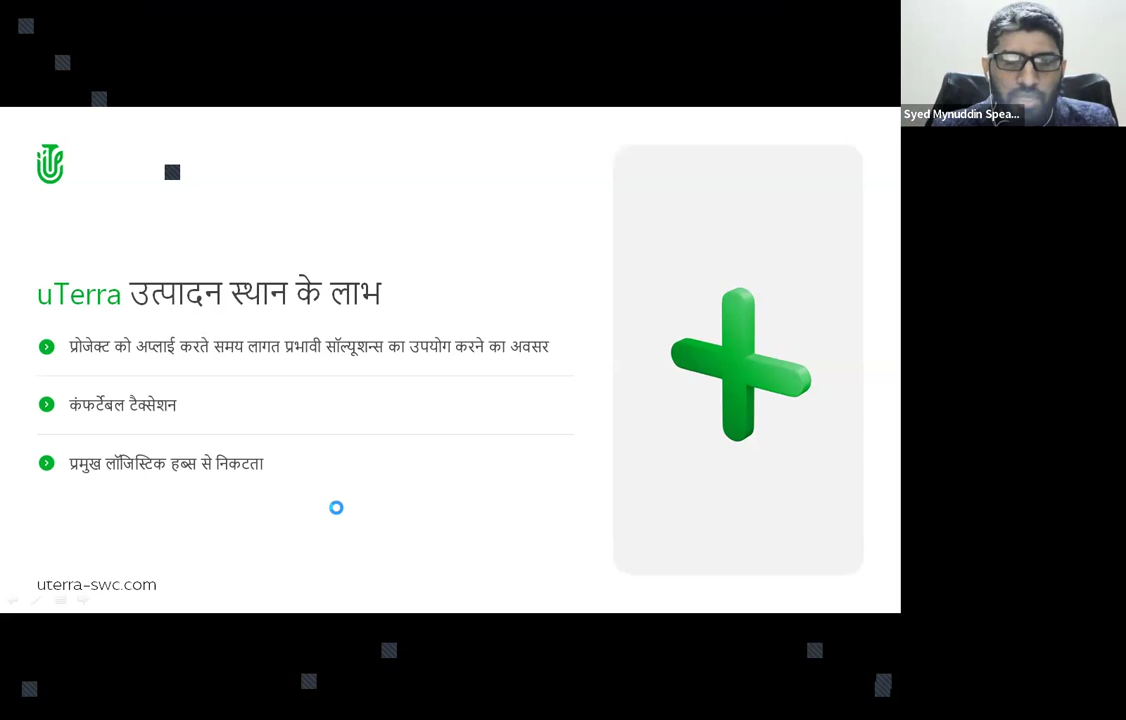 Syed Mynuddin Spea...
uTerra उत्पादन स्थान के लाभ
प्रोजेक्ट को अप्लाई करते समय लागत प्रभावी सॉल्यूशन्स का उपयोग करने का अवसर
कंफर्टेबल टैक्सेशन
प्रमुख लॉजिस्टिक हब्स से निकटता
uterra-swc.com